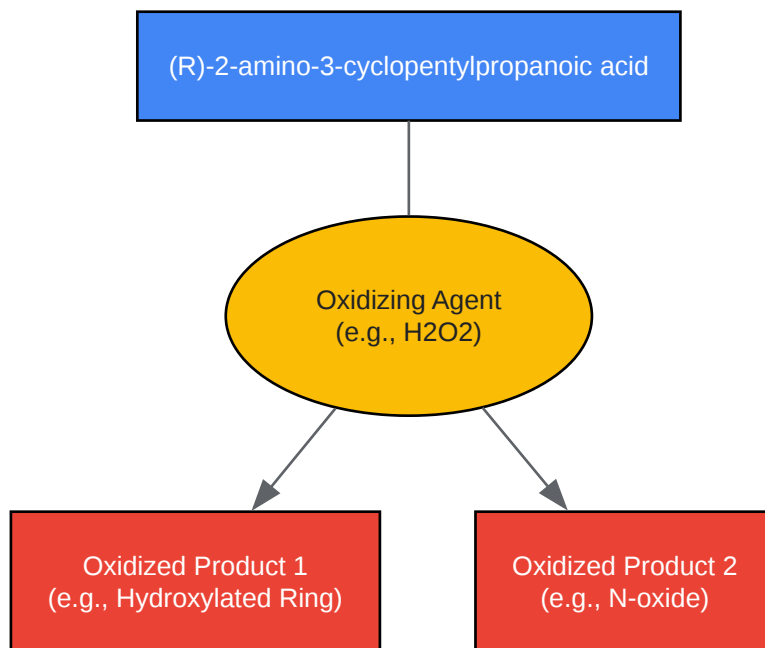 (R)-2-amino-3-cyclopentylpropanoic acid
Oxidizing Agent
(e.g., H2O2)
Oxidized Product 1
(e.g., Hydroxylated Ring)
Oxidized Product 2
(e.g., N-oxide)